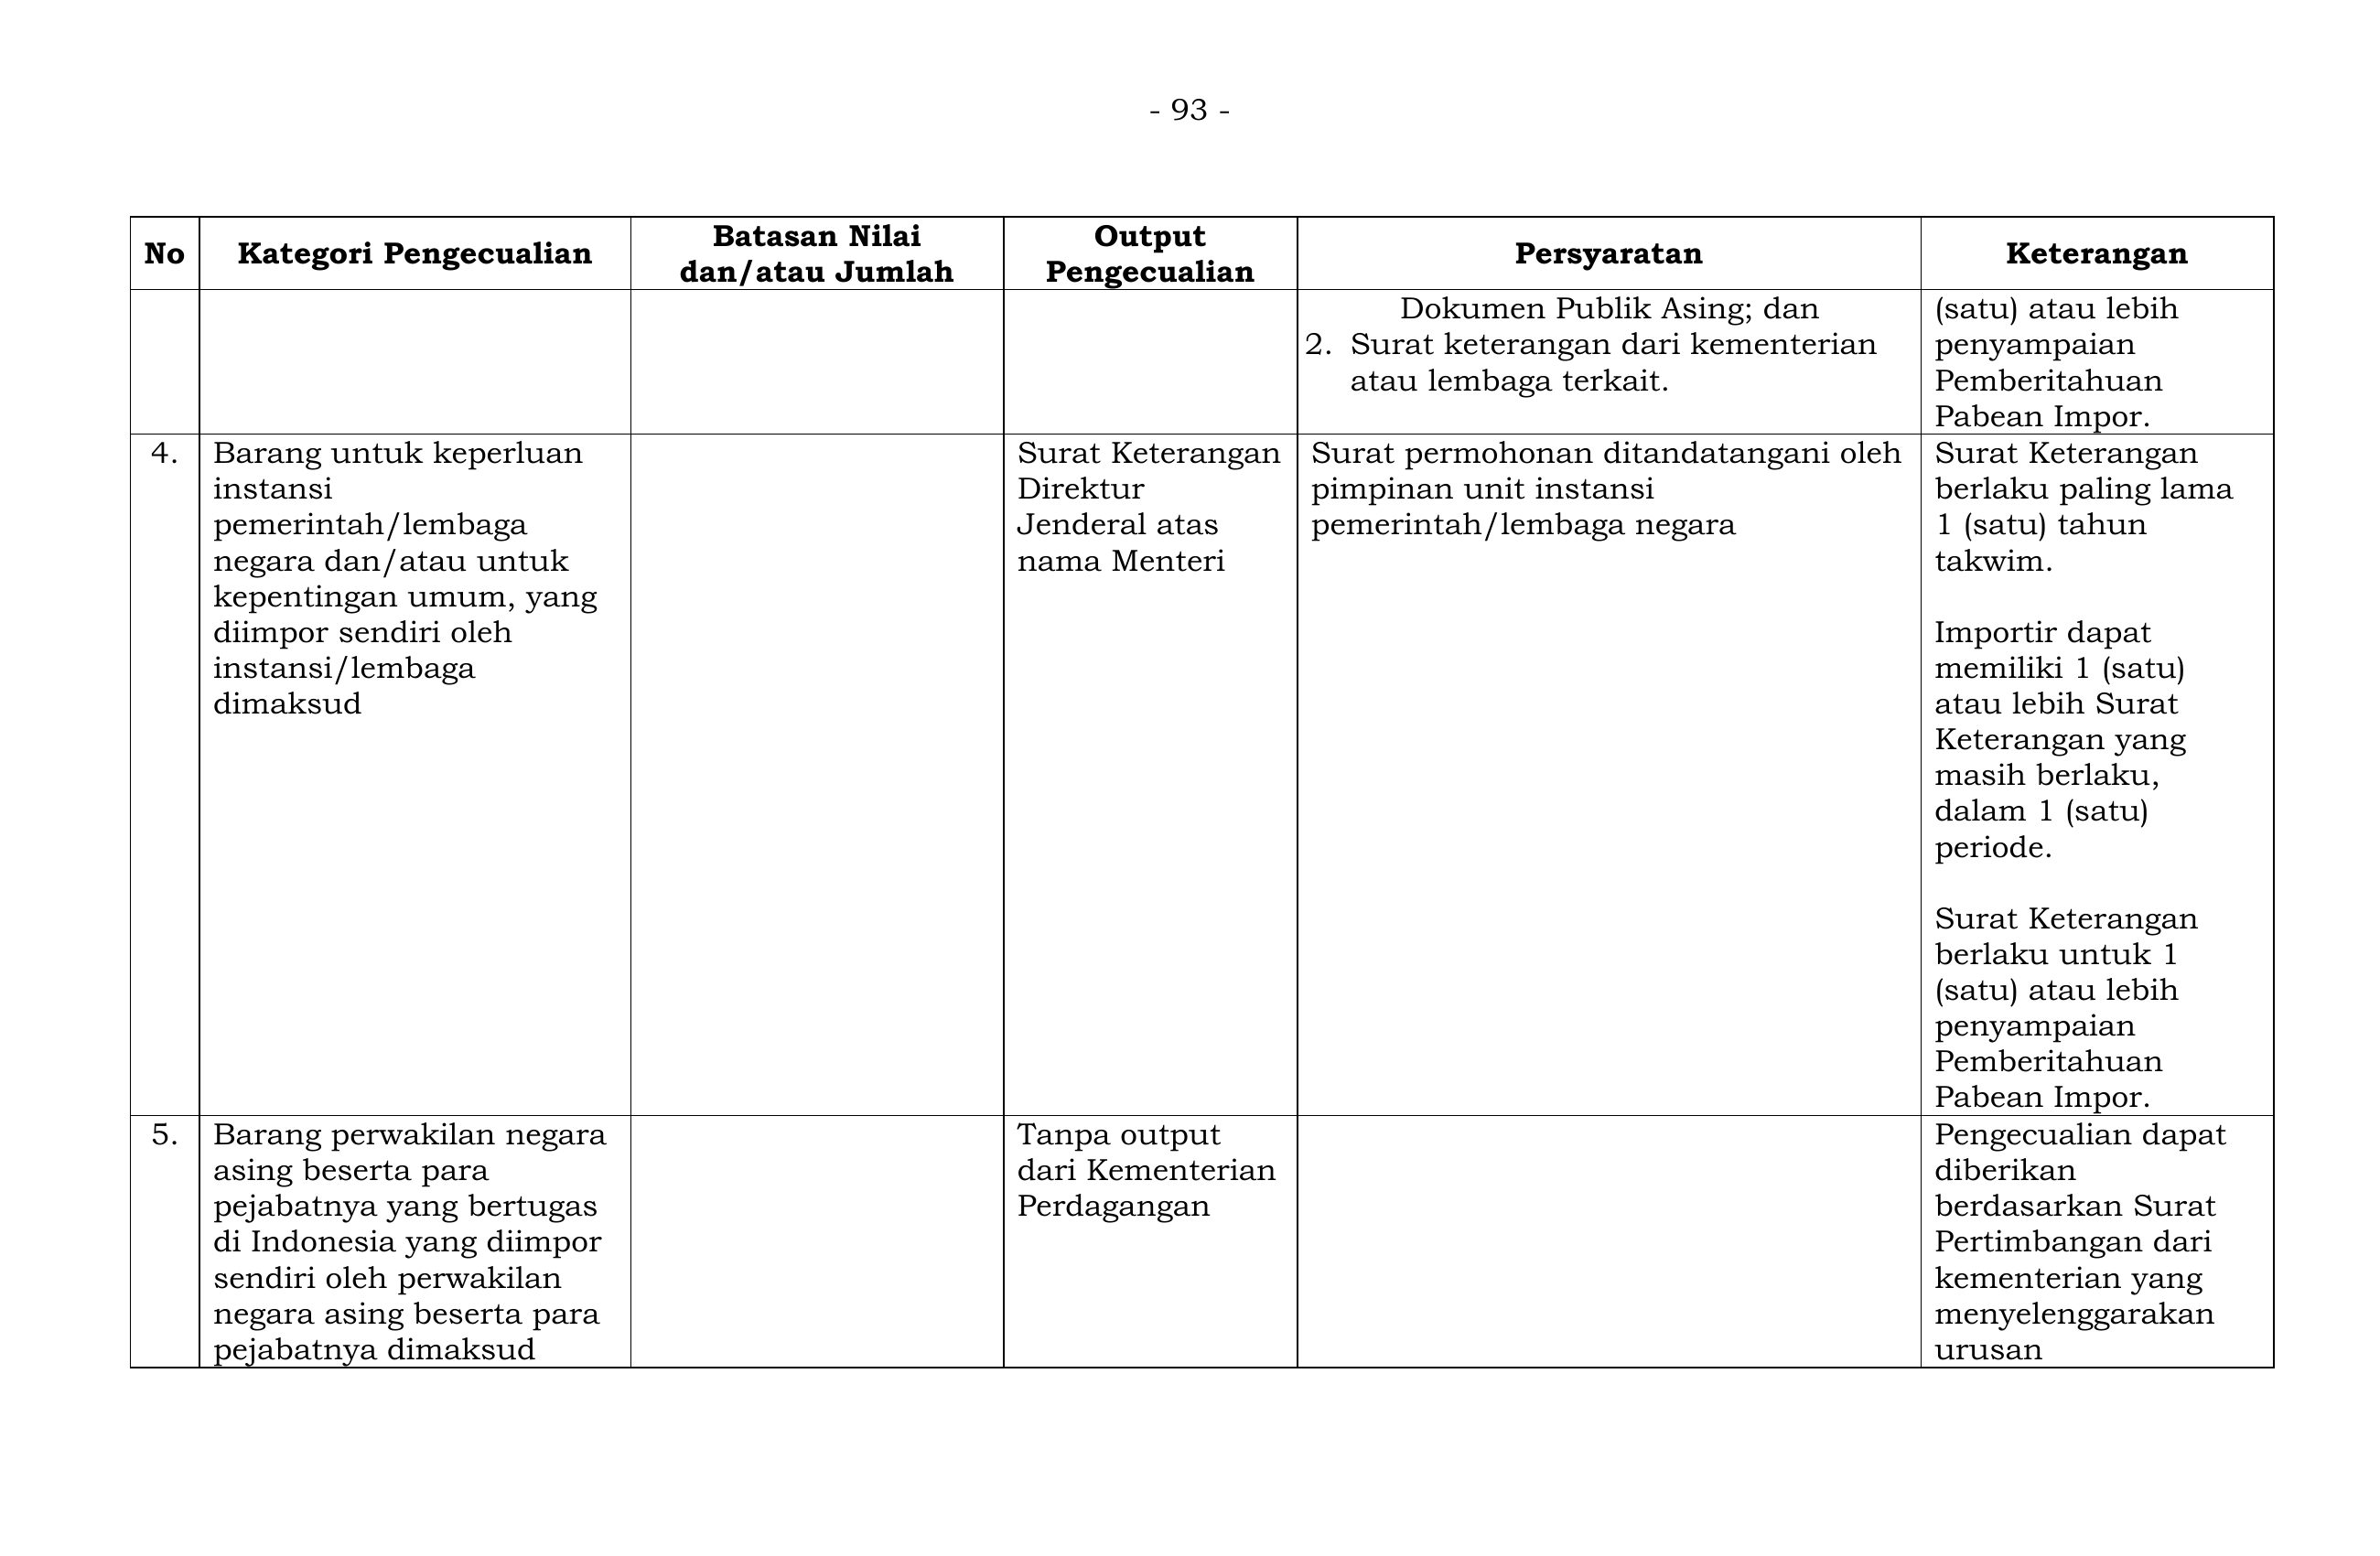 - 93 -
No
Kategori Pengecualian
Batasan Nilai
dan/atau Jumlah
Output
Pengecualian
Persyaratan
Keterangan
Dokumen Publik Asing; dan
2. Surat keterangan dari kementerian
atau lembaga terkait.
(satu) atau lebih
penyampaian
Pemberitahuan
Pabean Impor.
4.
Barang untuk keperluan
instansi
pemerintah/lembaga
negara dan/atau untuk
kepentingan umum, yang
diimpor sendiri oleh
instansi/lembaga
dimaksud
Surat Keterangan
Direktur
Jenderal atas
nama Menteri
Surat permohonan ditandatangani oleh
pimpinan unit instansi
pemerintah/lembaga negara
Surat Keterangan
berlaku paling lama
1 (satu) tahun
takwim.
Importir dapat
memiliki 1 (satu)
atau lebih Surat
Keterangan yang
masih berlaku,
dalam 1 (satu)
periode.
Surat Keterangan
berlaku untuk 1
(satu) atau lebih
penyampaian
Pemberitahuan
Pabean Impor.
5.
Barang perwakilan negara
asing beserta para
pejabatnya yang bertugas
di Indonesia yang diimpor
sendiri oleh perwakilan
negara asing beserta para
pejabatnya dimaksud
Tanpa output
dari Kementerian
Perdagangan
Pengecualian dapat
diberikan
berdasarkan Surat
Pertimbangan dari
kementerian yang
menyelenggarakan
urusan